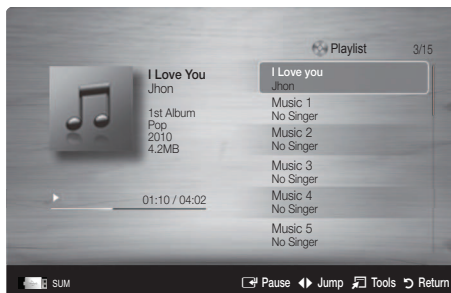 Playlist 3/15
I Love You
Jhon
1st Album
Pop
2010
4.2MB
01:10 / 04:02
I Love you
Jhon
Music 1
No Singer
Music 2
No Singer
Music 3
No Singer
Music 4
No Singer
Music 5
No Singer
SUM
Pause Jump Tools Return